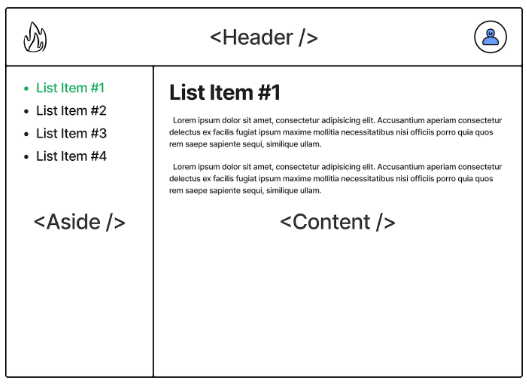 <Header />
List Item #1
List Item #2
List Item #3
List Item #4
<Aside />
List Item #1
Lorem ipsum dolor sit amet, consectetur adipisicing elit. Accusantium aperiam consectetur
delectus ex facilis fugiat ipsum maxime mollitia necessitatibus nisi officiis porro quia quos
rem saepe sapiente sequi, similique ullam.
Lorem ipsum dolor sit amet, consectetur adipisicing elit. Accusantium aperiam consectetur
delectus ex facilis fugiat ipsum maxime mollitia necessitatibus nisi officiis porro quia quos
rem saepe sapiente sequi, similique ullam.
<Content />